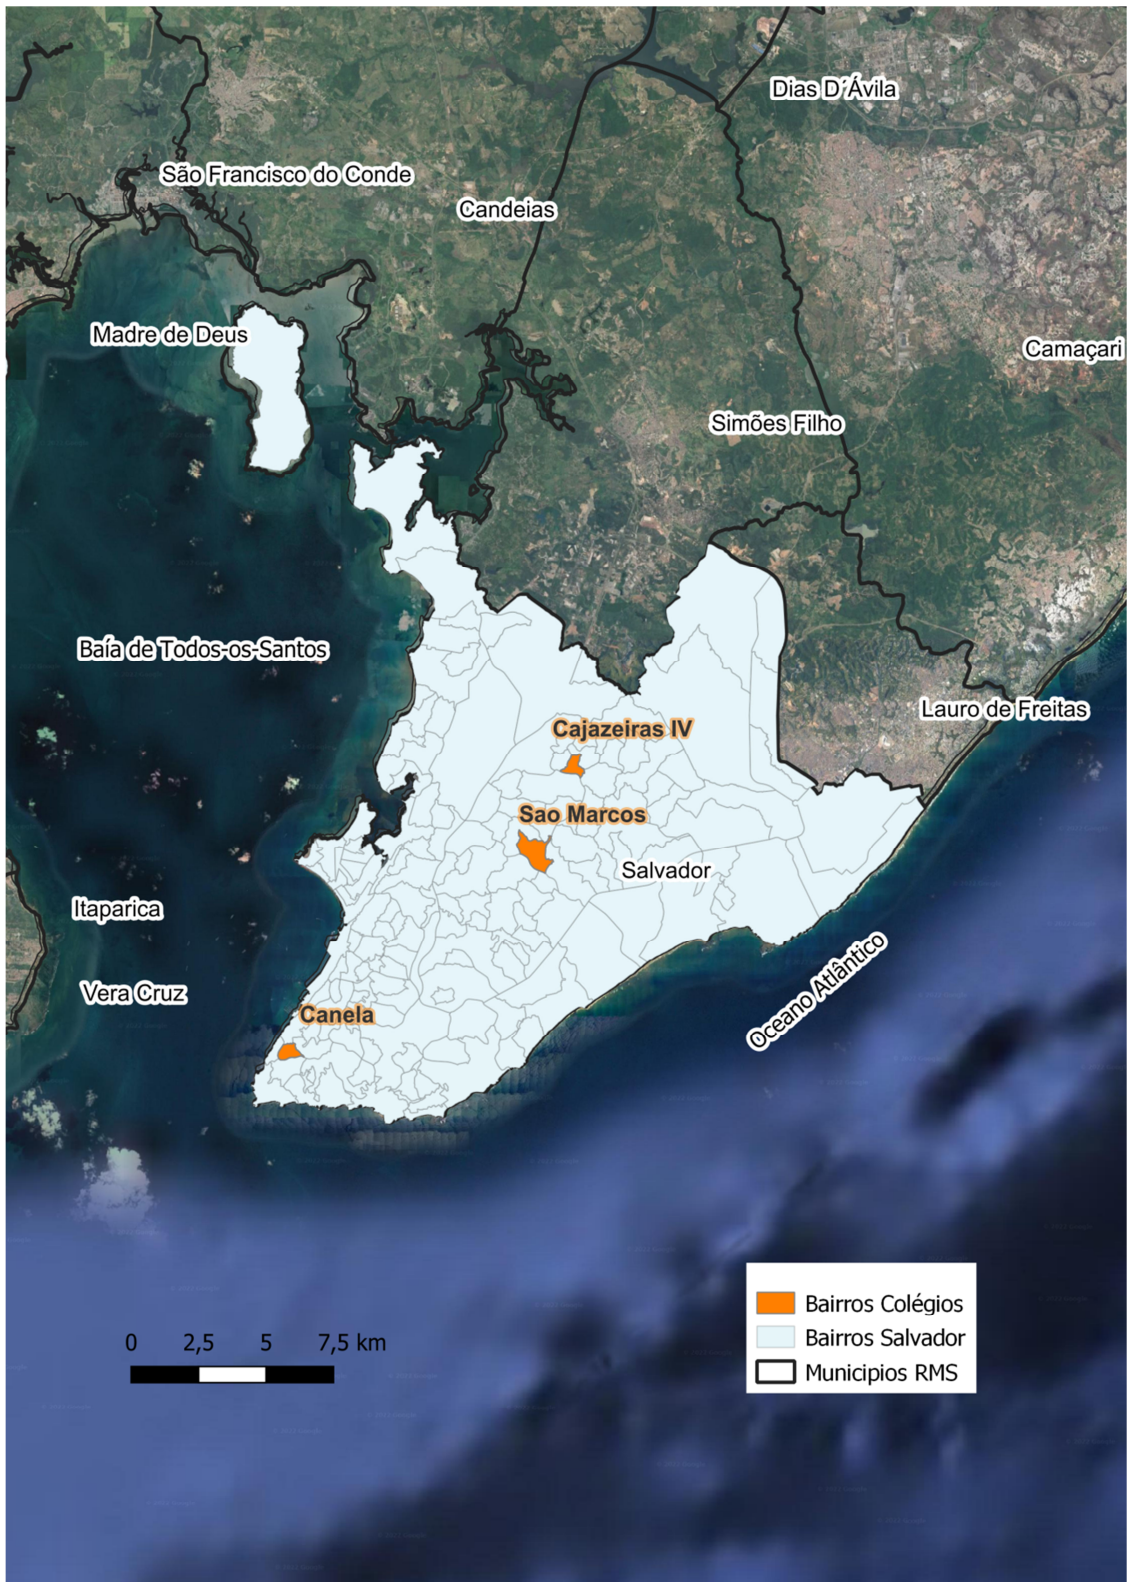 Dias D´Ávila
São Francisco do Conde
Candeias
Madre de Deus
Camaçari
Simões Filho
Baía de Todos-os-Santos
Lauro de Freitas
Cajazeiras IV
Sao Marcos
Salvador
Itaparica
Oceano Atlântico
Vera Cruz
Canela
Bairros Colégios
0 2,5 5 7,5 km
Bairros Salvador
Municipios RMS